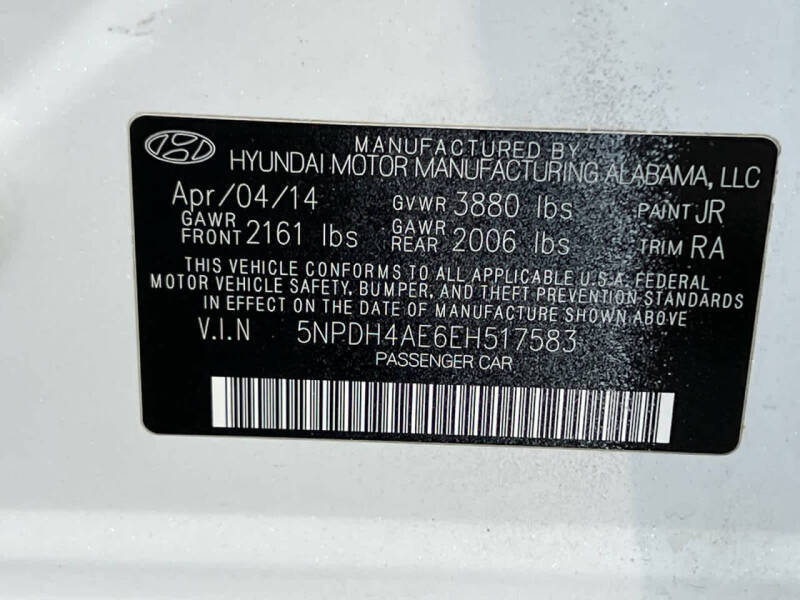 MANUFACTURED BY
HYUNDAI MOTOR MANUFACTURING ALABAMA, LLC
Apr/04/14 GVWR 3880 lbs PAINT JR
GAWR FRONT 2161 lbs GAWR REAR 2006 lbs TRIM RA
THIS VEHICLE CONFORMS TO ALL APPLICABLE U.S.A. FEDERAL
MOTOR VEHICLE SAFETY, BUMPER, AND THEFT PREVENTION STANDARDS
IN EFFECT ON THE DATE OF MANUFACTURE SHOWN ABOVE
V.I.N 5NPDH4AE6EH517583
PASSENGER CAR